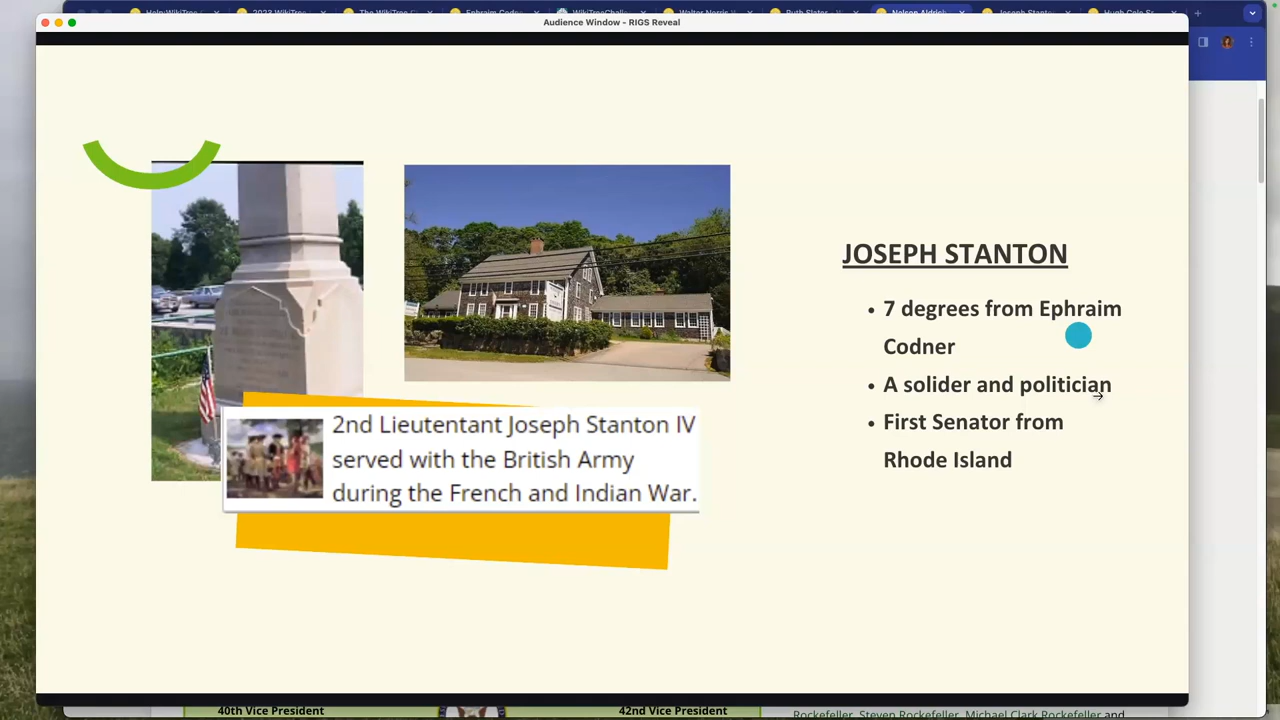 Audience Window - RIGS Reveal
JOSEPH STANTON
• 7 degrees from Ephraim
Codner
• A solider and politician
• First Senator from
Rhode Island
2nd Lieutentant Joseph Stanton IV
served with the British Army
during the French and Indian War.
40th Vice President
42nd Vice President
Rockefeller, Steven Rockefeller, Michael Clark Rockefeller and